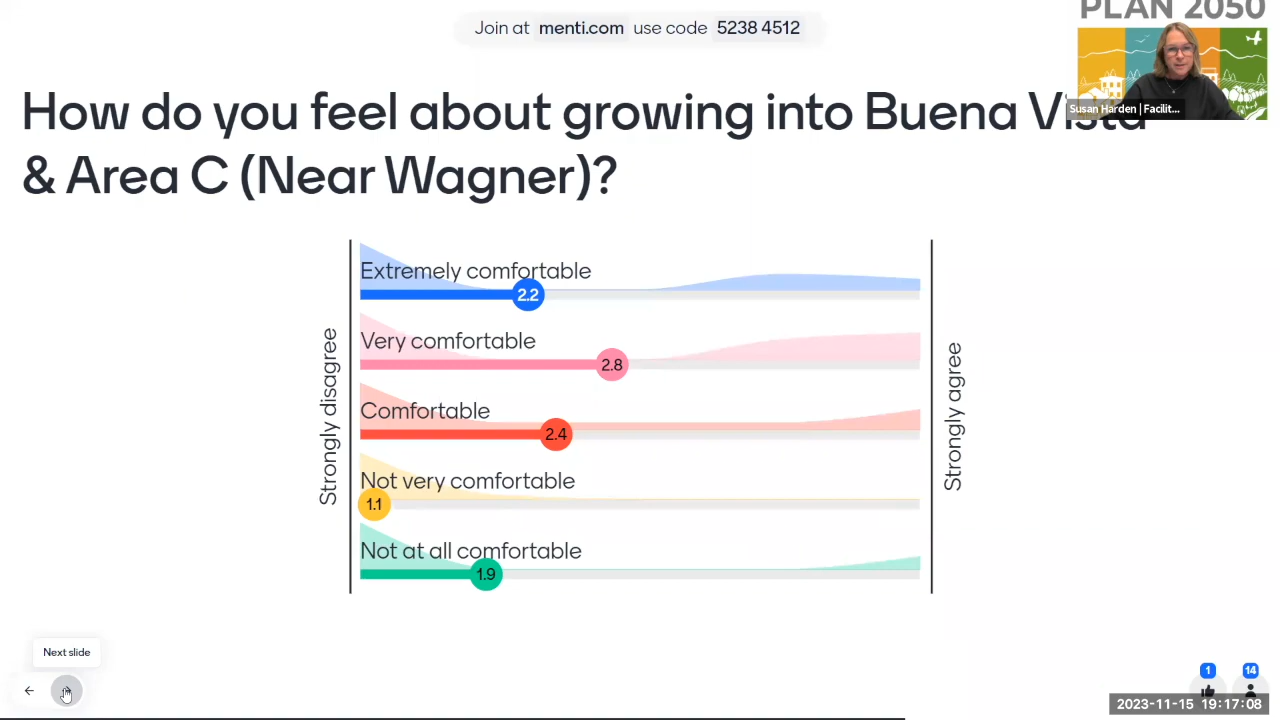 Join at menti.com use code 5238 4512
PLAN 2050
Susan Harden | Facilit...
How do you feel about growing into Buena Vista
& Area C (Near Wagner)?
Strongly disagree
Extremely comfortable
2.2
Very comfortable
2.8
Comfortable
2.4
Not very comfortable
1.1
Not at all comfortable
1.9
Strongly agree
Next slide
1
14
2023-11-15 19:17:08